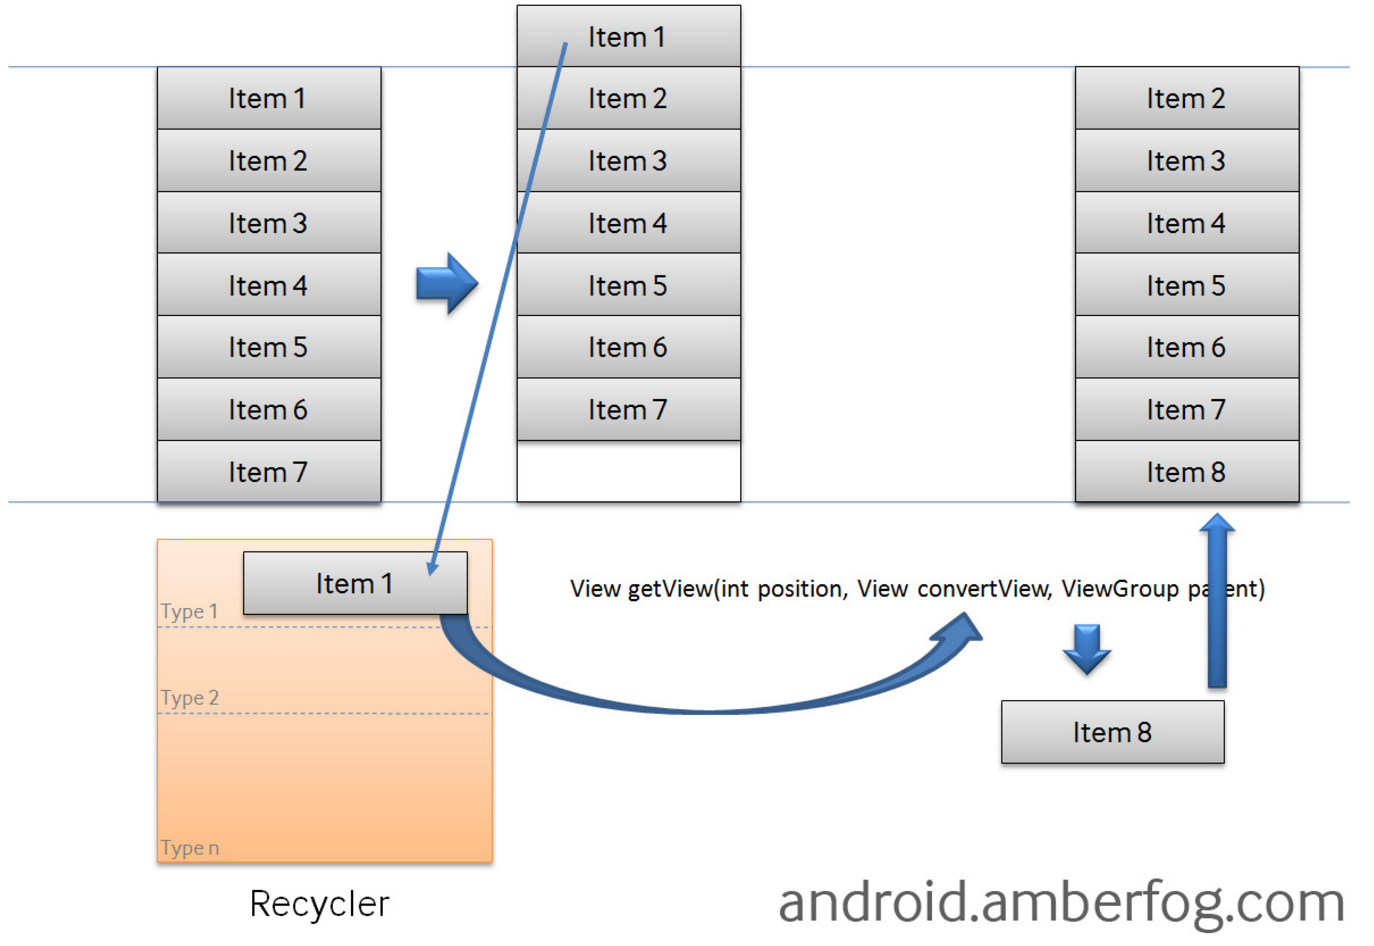 Item 1
Item 2
Item 3
Item 4
Item 5
Item 6
Item 7
Item 1
Item 2
Item 3
Item 4
Item 5
Item 6
Item 7
Item 2
Item 3
Item 4
Item 5
Item 6
Item 7
Item 8
Item 1
Type 1
Type 2
Type n
Recycler
View getView(int position, View convertView, ViewGroup parent)
Item 8
android.amberfog.com